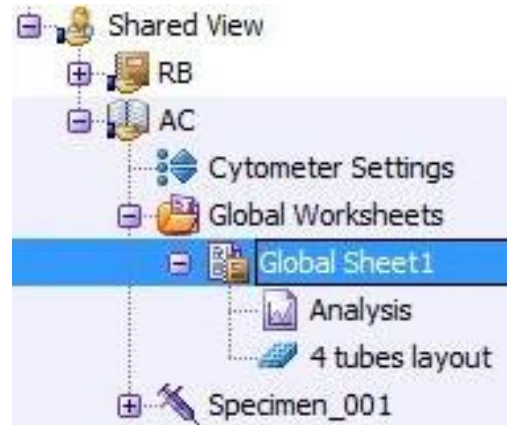 Shared View
RB
AC
Cytometer Settings
Global Worksheets
Global Sheet1
Analysis
4 tubes layout
Specimen_001